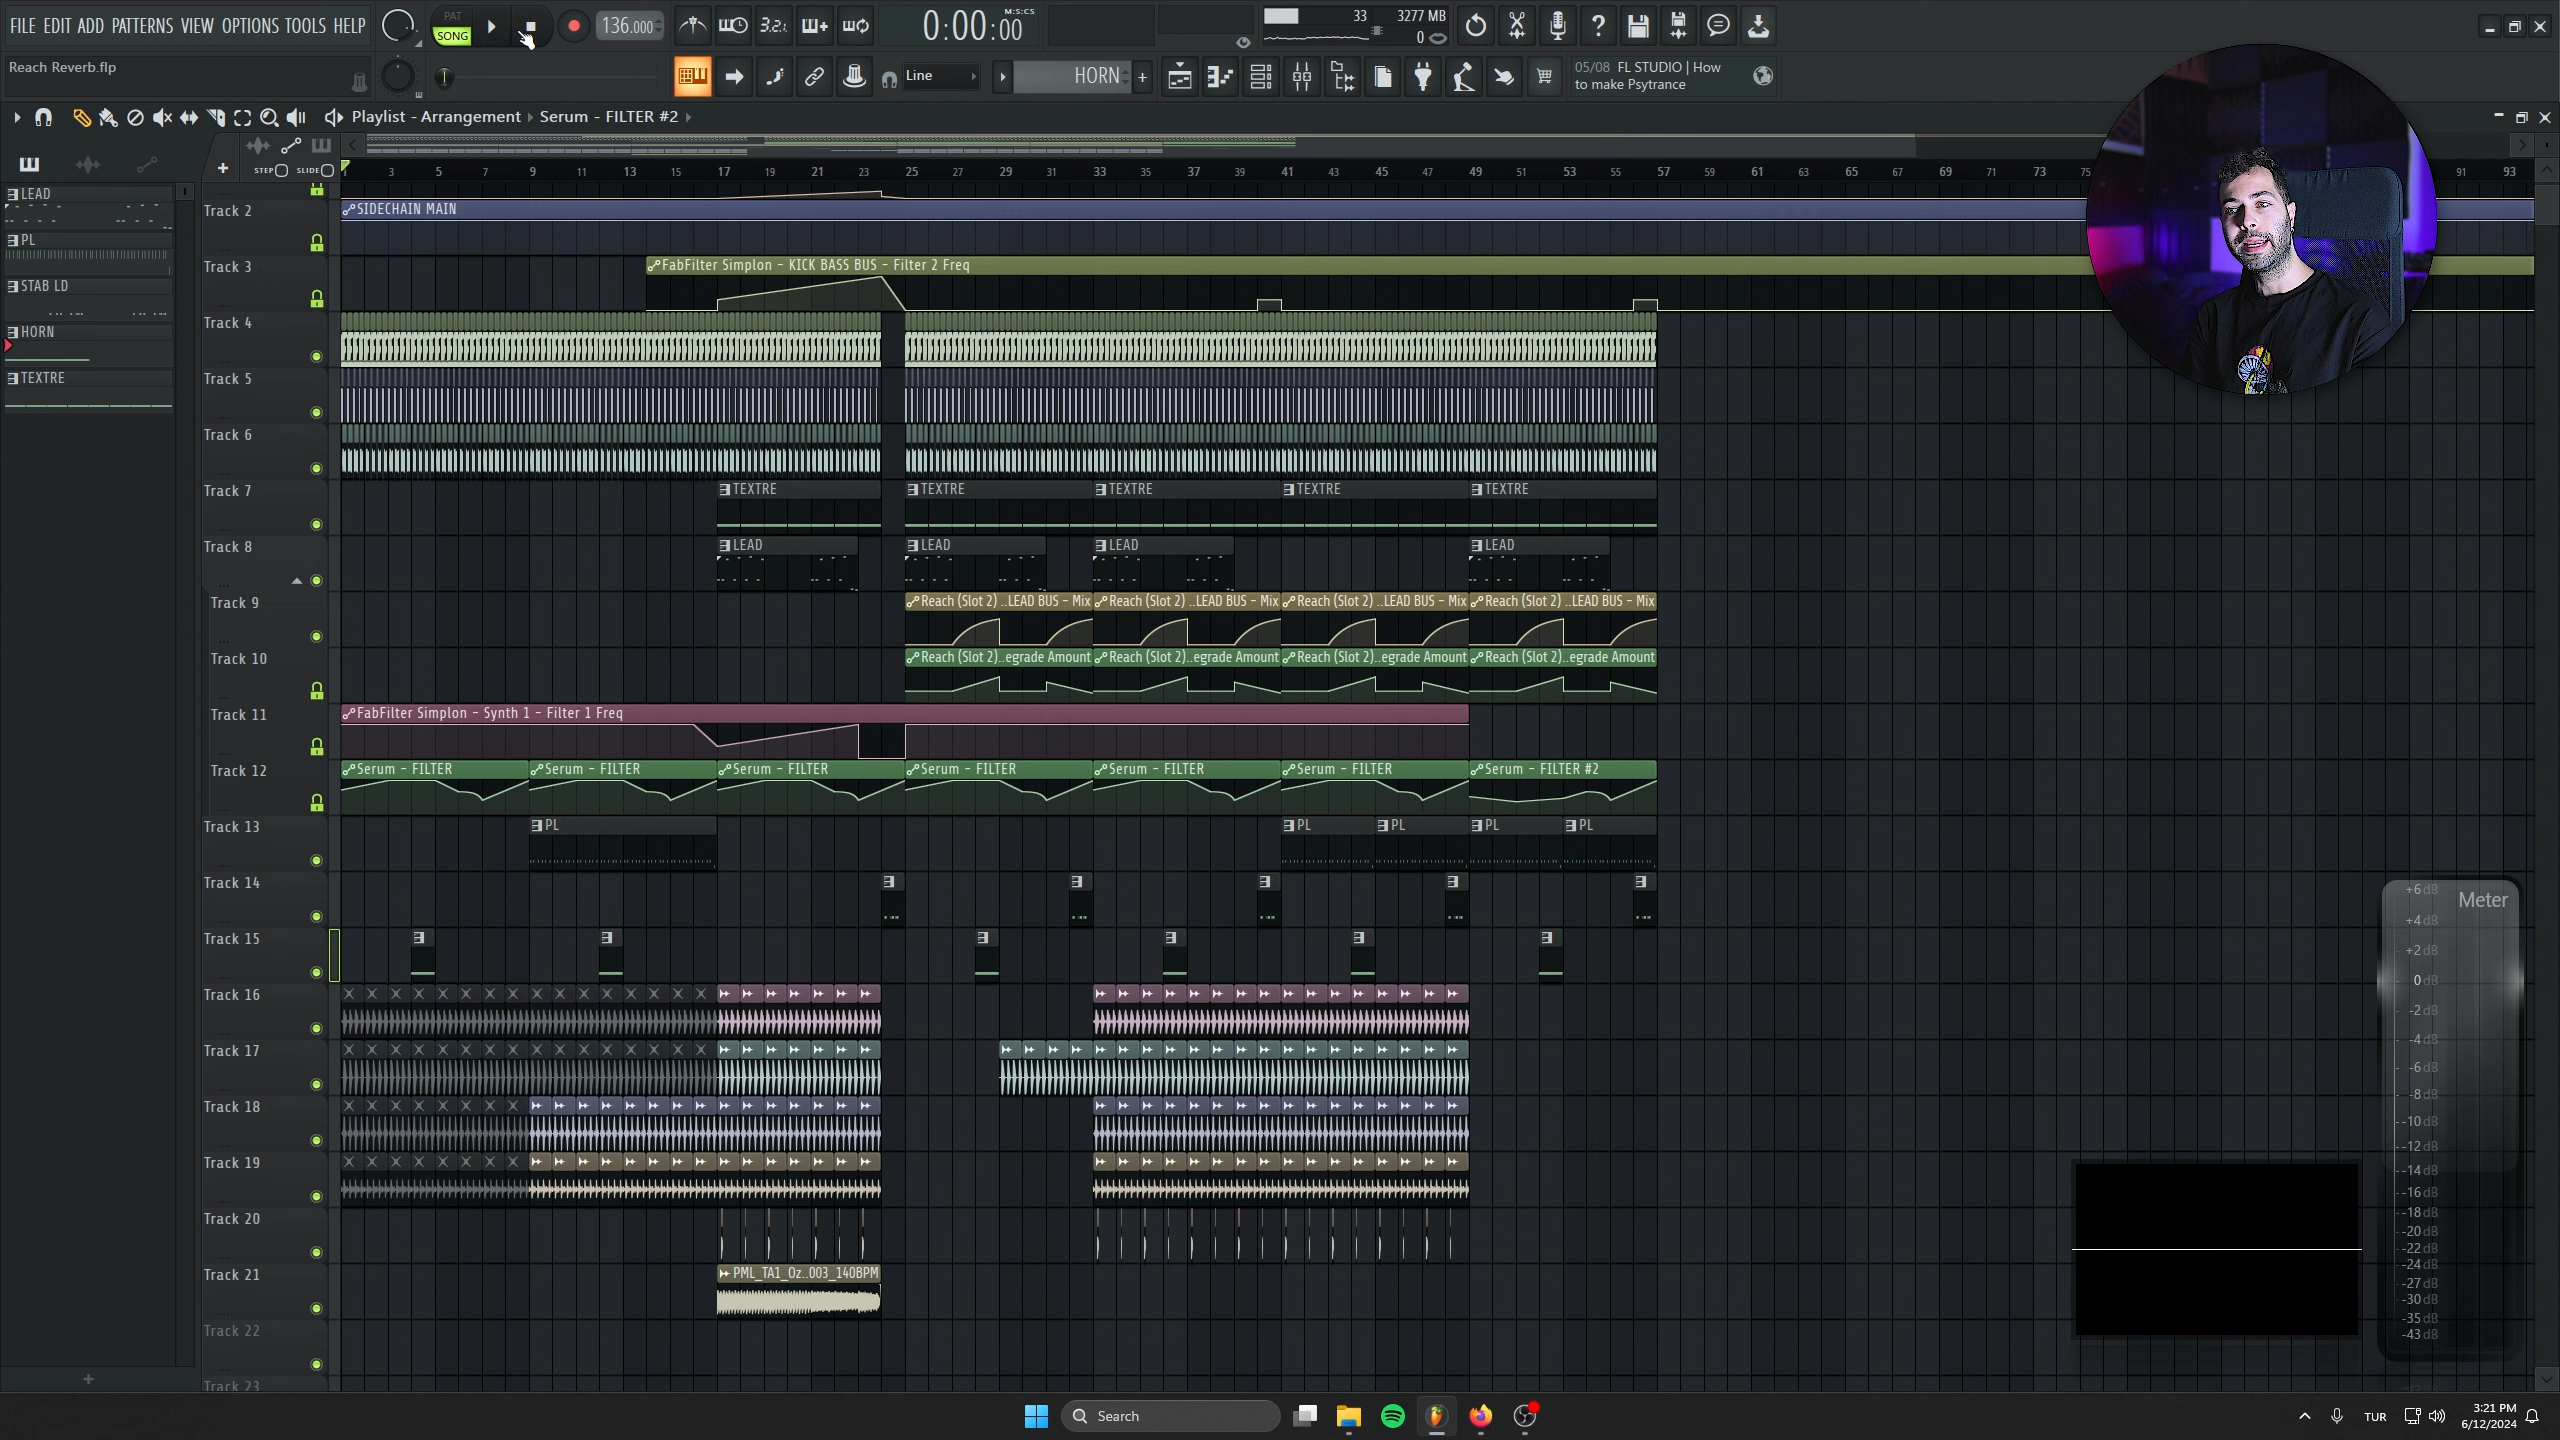 FILE EDIT ADD PATTERNS VIEW OPTIONS TOOLS HELP
PAT
SONG
136.000
3.2.
0:00:00
M:S:CS
33
3277 MB
0
Reach Reverb.flp
Line
HORN
05/08 FL STUDIO | How
to make Psytrance
Playlist - Arrangement
Serum - FILTER #2
STEP
SLIDE
3 5 7 9 11 13 15 17 19 21 23 25 27 29 31 33 35 37 39 41 43 45 47 49 51 53 55 57 59 61 63 65 67 69 71 73 75 91 93
LEAD
PL
STAB LD
HORN
TEXTRE
Track 2
SIDECHAIN MAIN
Track 3
FabFilter Simplon - KICK BASS BUS - Filter 2 Freq
Track 4
Track 5
Track 6
Track 7
TEXTRE TEXTRE TEXTRE TEXTRE TEXTRE
Track 8
LEAD LEAD LEAD LEAD
Track 9
Reach (Slot 2) ..LEAD BUS - Mix Reach (Slot 2) ..LEAD BUS - Mix Reach (Slot 2) ..LEAD BUS - Mix Reach (Slot 2) ..LEAD BUS - Mix
Track 10
Reach (Slot 2)..egrade Amount Reach (Slot 2)..egrade Amount Reach (Slot 2)..egrade Amount Reach (Slot 2)..egrade Amount
Track 11
FabFilter Simplon - Synth 1 - Filter 1 Freq
Track 12
Serum - FILTER Serum - FILTER Serum - FILTER Serum - FILTER Serum - FILTER Serum - FILTER Serum - FILTER #2
Track 13
PL PL PL PL PL
Track 14
Track 15
Track 16
Track 17
Track 18
Track 19
Track 20
Track 21
PML_TA1_Oz..003_140BPM
Track 22
Track 23
Meter
+6dB
+4dB
+2dB
0dB
-2dB
-4dB
-6dB
-8dB
-10dB
-12dB
-14dB
-16dB
-18dB
-20dB
-22dB
-24dB
-27dB
-30dB
-35dB
-43dB
Search
TUR
3:21 PM
6/12/2024